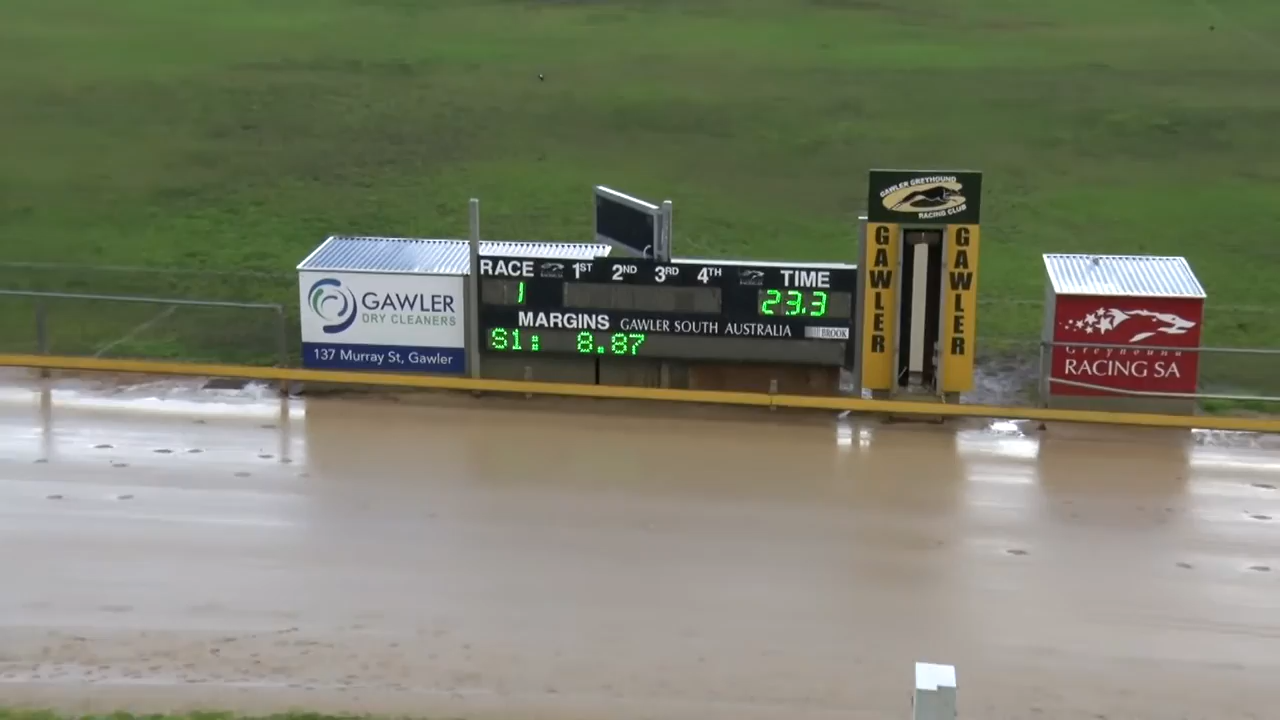 GAWLER GREYHOUND
RACING CLUB
GAWLER
GAWLER
GAWLER
DRY CLEANERS
137 Murray St, Gawler
RACE 1ST 2ND 3RD 4TH TIME
1 23.3
MARGINS GAWLER SOUTH AUSTRALIA BROOK
S1: 8.87
Greyhound
RACING SA